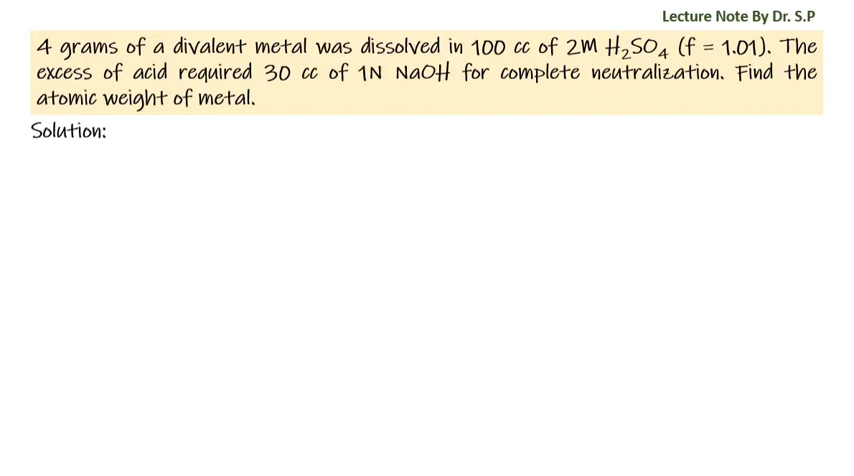 Lecture Note By Dr. S.P
4 grams of a divalent metal was dissolved in 100 cc of 2M H₂SO₄ (f = 1.01). The
excess of acid required 30 cc of 1N NaOH for complete neutralization. Find the
atomic weight of metal.
Solution: